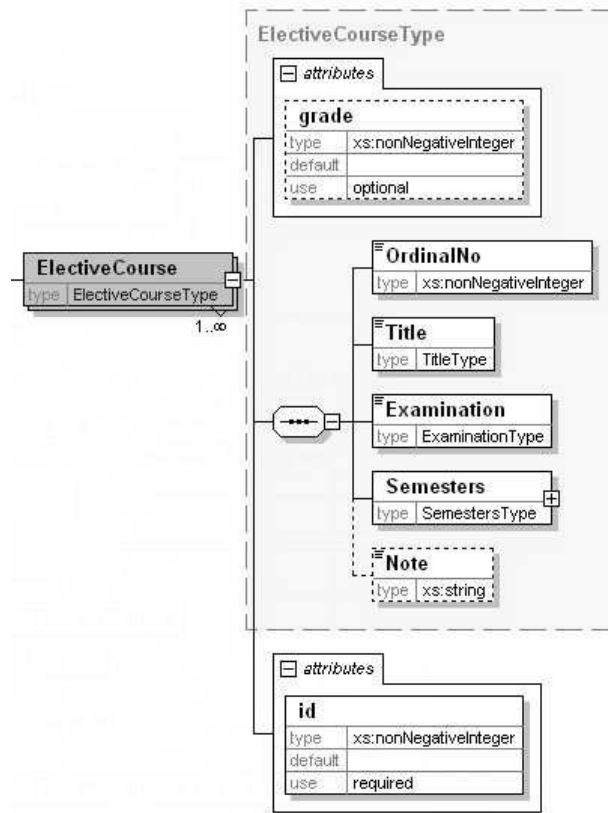 ElectiveCourseType
attributes
grade
type xs:nonNegativeInteger
default
use optional
ElectiveCourse
type ElectiveCourseType
1..∞
OrdinalNo
type xs:nonNegativeInteger
Title
type TitleType
Examination
type ExaminationType
Semesters
type SemestersType
Note
type xs:string
attributes
id
type xs:nonNegativeInteger
default
use required